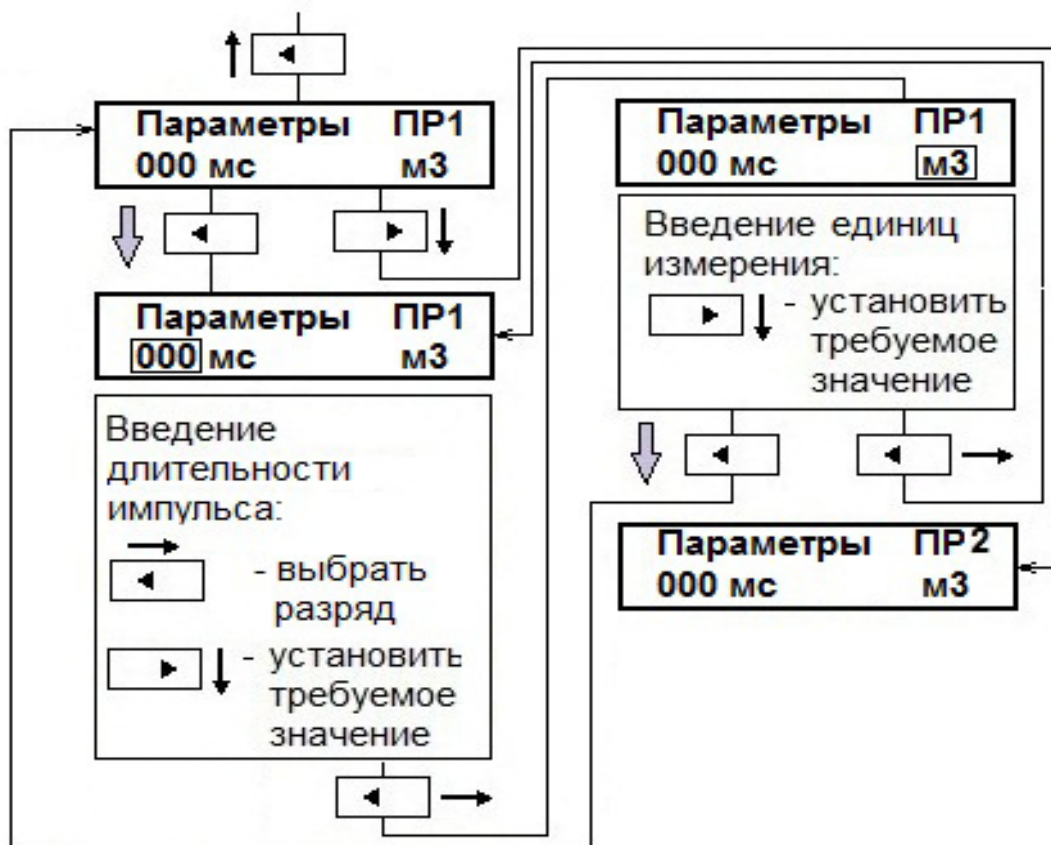 Параметры ПР1
000 мс м3
Параметры ПР1
000 мс м3
Введение
длительности
импульса:
- выбрать
разряд
- установить
требуемое
значение
Параметры ПР1
000 мс м3
Введение единиц
измерения:
- установить
требуемое
значение
Параметры ПР2
000 мс м3